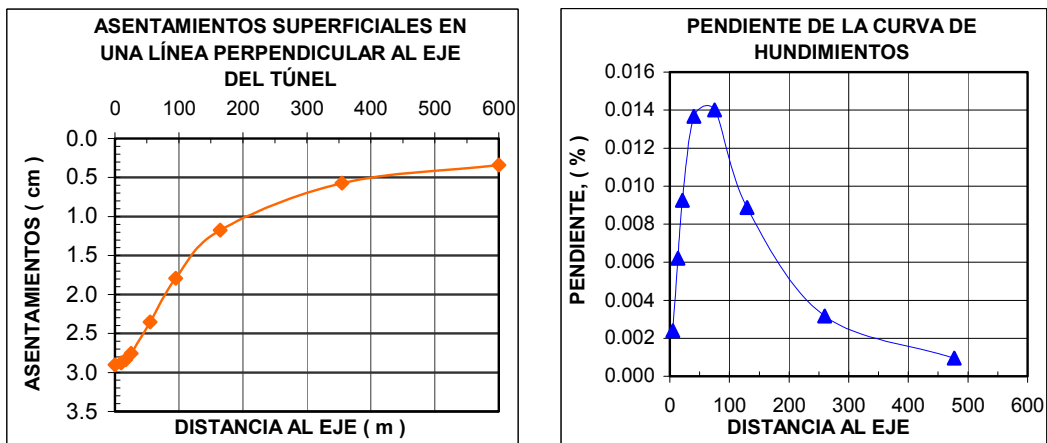 ASENTAMIENTOS SUPERFICIALES EN
UNA LÍNEA PERPENDICULAR AL EJE
DEL TÚNEL
0 100 200 300 400 500 600
0.0
0.5
1.0
1.5
2.0
2.5
3.0
3.5
ASENTAMIENTOS ( cm )
DISTANCIA AL EJE ( m )
PENDIENTE DE LA CURVA DE
HUNDIMIENTOS
0.016
0.014
0.012
0.010
0.008
0.006
0.004
0.002
0.000
PENDIENTE, ( % )
0 100 200 300 400 500 600
DISTANCIA AL EJE